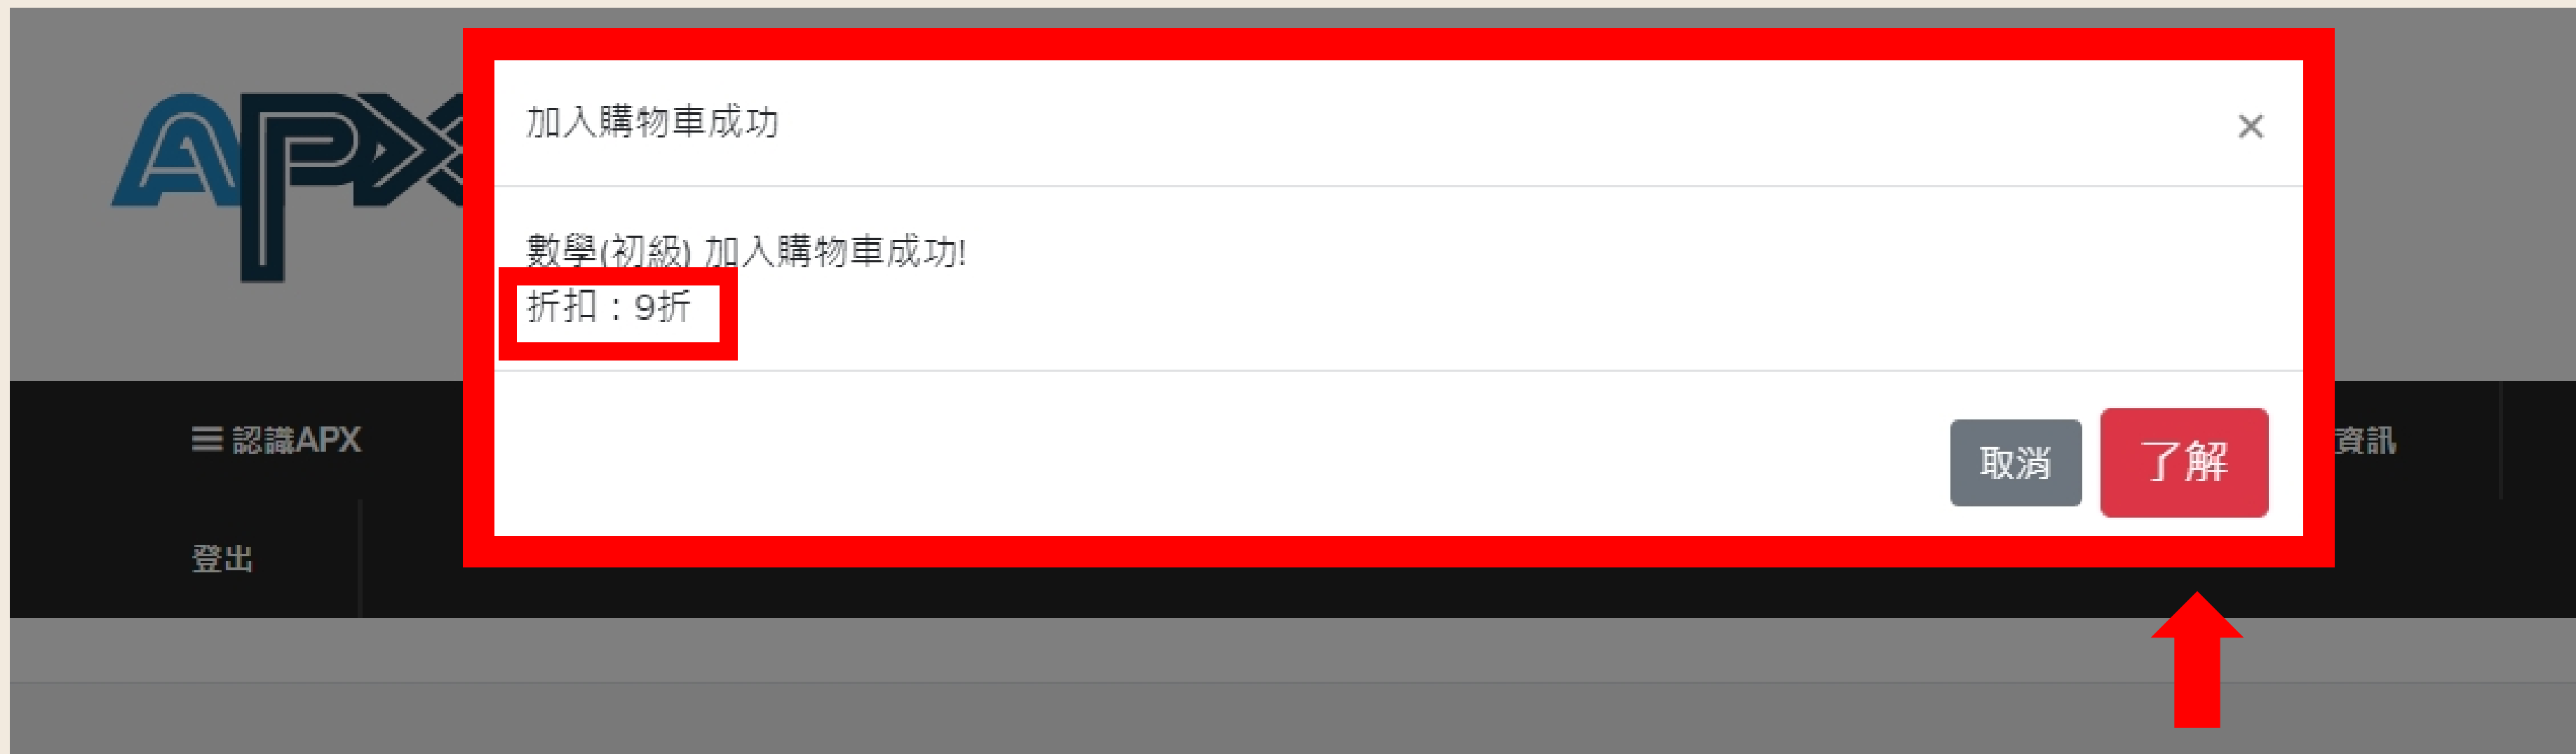 APX
加入購物車成功
×
數學(初級) 加入購物車成功!
折扣：9折
取消
了解
認識APX
資訊
登出